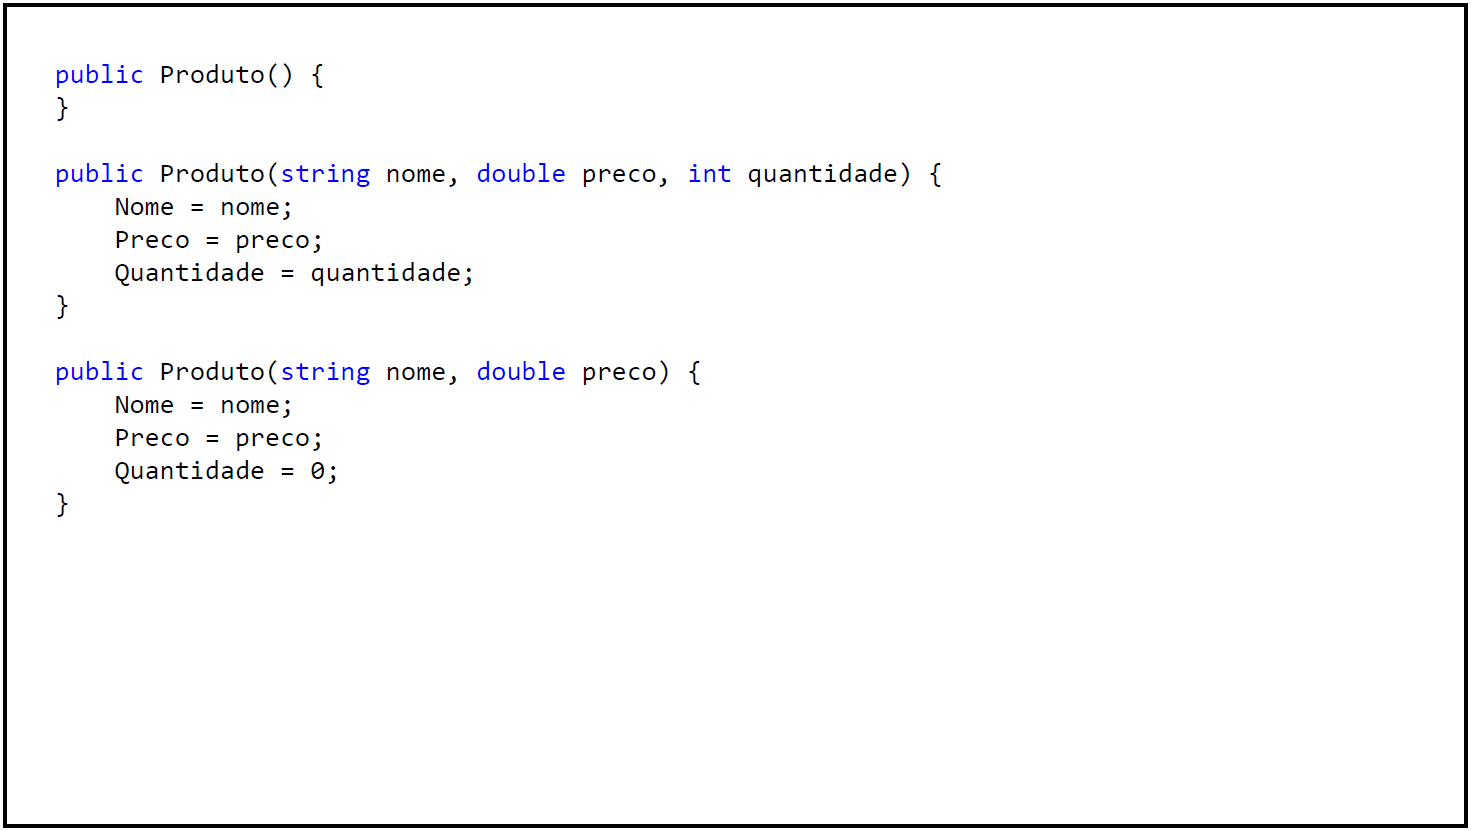 public Produto() {
}
public Produto(string nome, double preco, int quantidade) {
    Nome = nome;
    Preco = preco;
    Quantidade = quantidade;
}
public Produto(string nome, double preco) {
    Nome = nome;
    Preco = preco;
    Quantidade = 0;
}